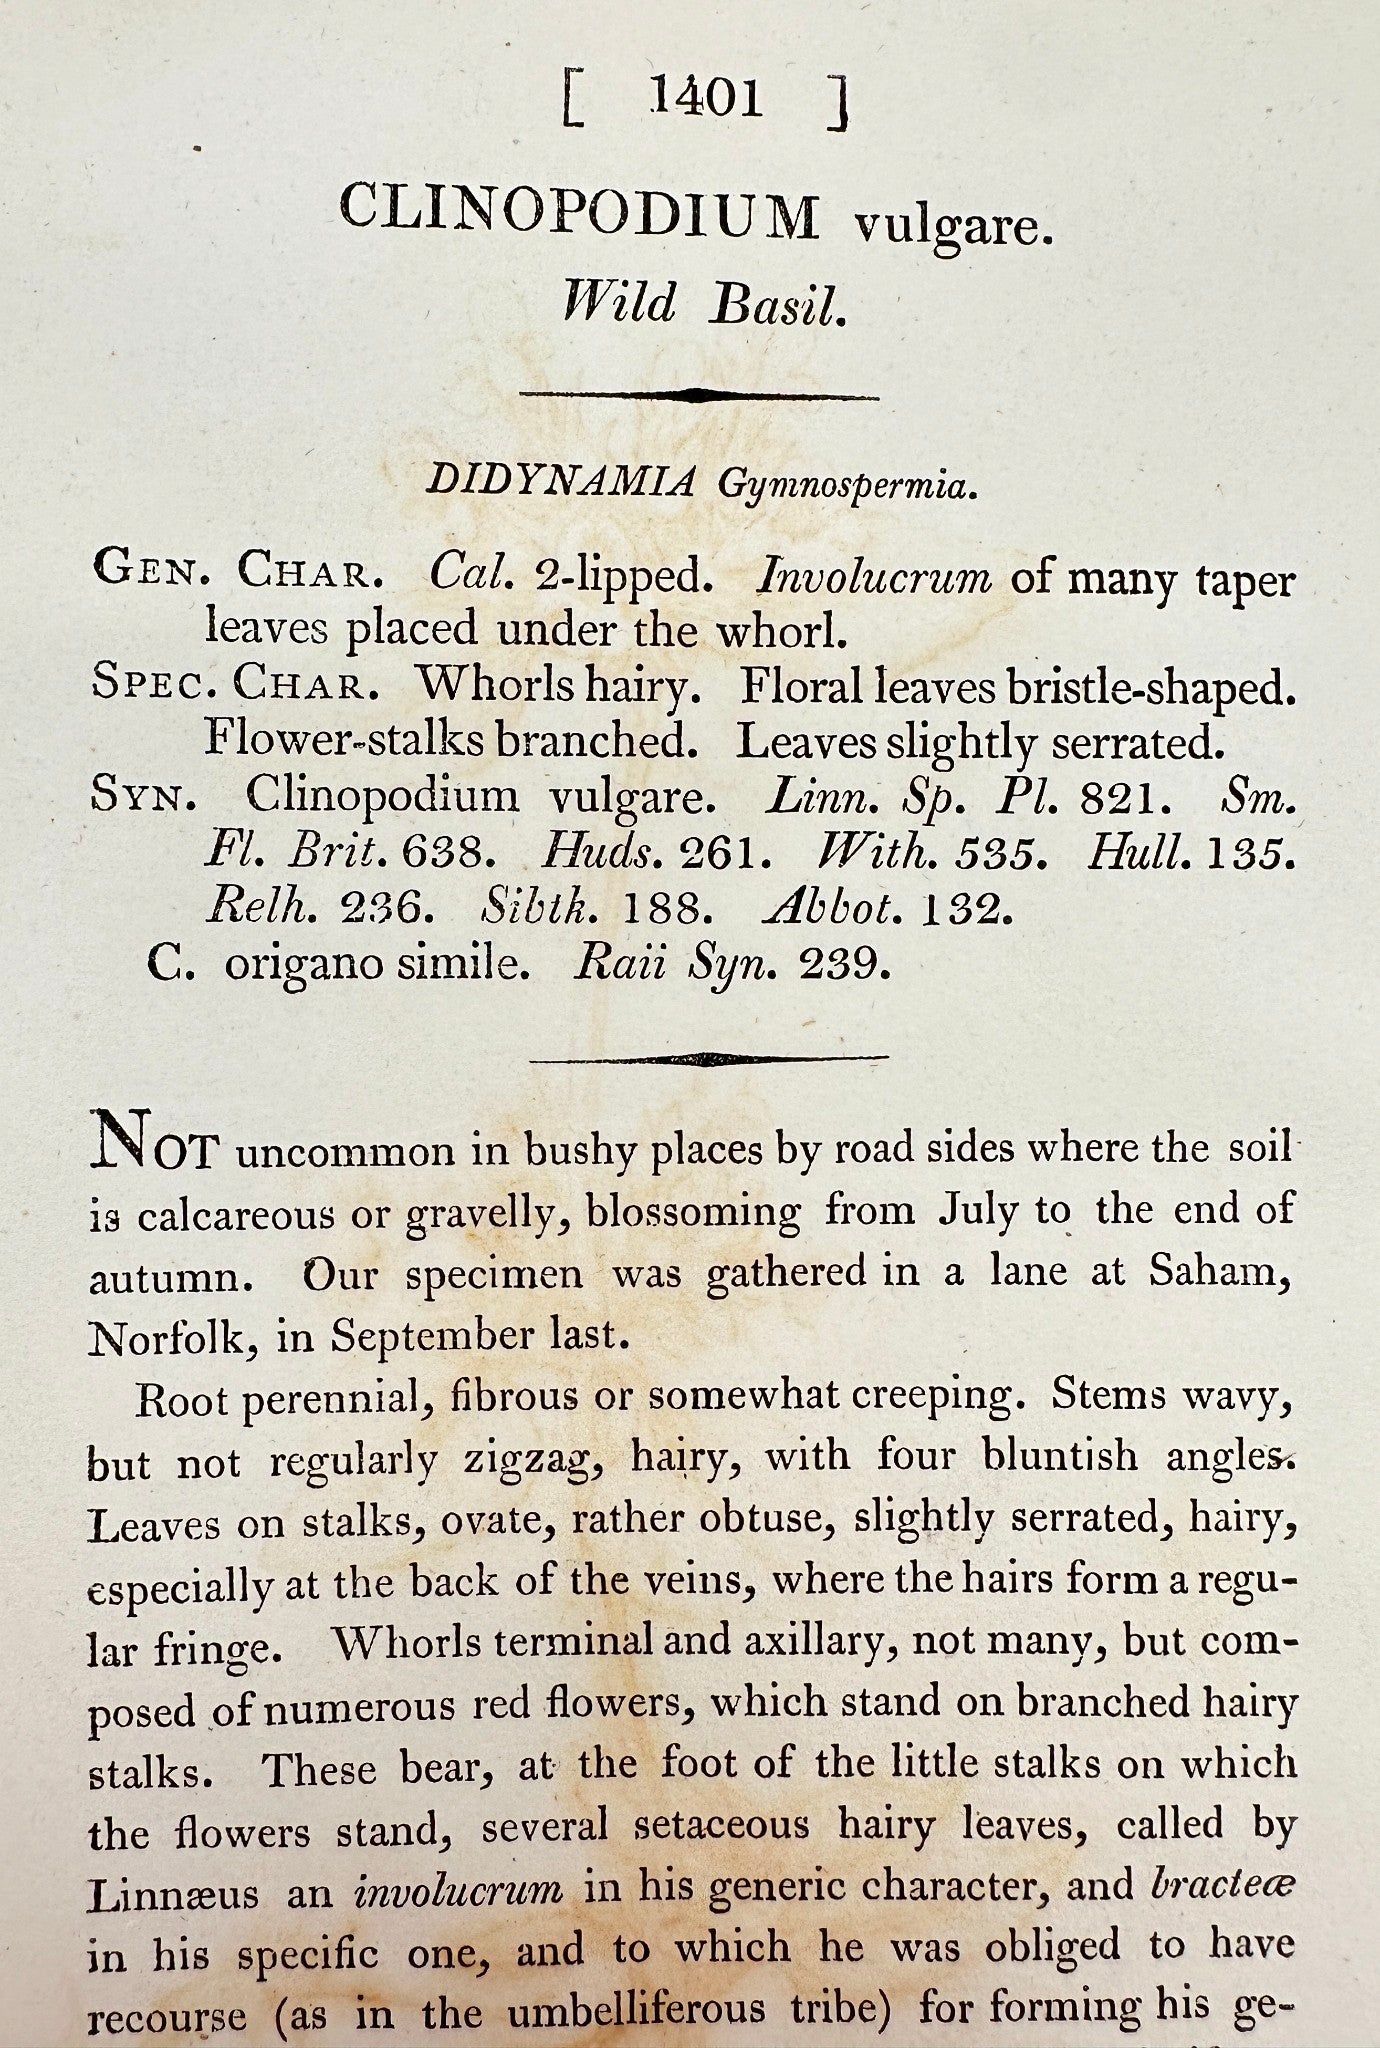 [ 1401 ]
CLINOPODIUM vulgare.
Wild Basil.
DIDYNAMIA Gymnospermia.
GEN. CHAR. Cal. 2-lipped. Involucrum of many taper
leaves placed under the whorl.
SPEC. CHAR. Whorls hairy. Floral leaves bristle-shaped.
Flower-stalks branched. Leaves slightly serrated.
SYN. Clinopodium vulgare. Linn. Sp. Pl. 821. Sm.
Fl. Brit. 638. Huds. 261. With. 535. Hull. 135.
Relh. 236. Sibth. 188. Abbot. 132.
C. origano simile. Raii Syn. 239.
NOT uncommon in bushy places by road sides where the soil
is calcareous or gravelly, blossoming from July to the end of
autumn. Our specimen was gathered in a lane at Saham,
Norfolk, in September last.
Root perennial, fibrous or somewhat creeping. Stems wavy,
but not regularly zigzag, hairy, with four bluntish angles.
Leaves on stalks, ovate, rather obtuse, slightly serrated, hairy,
especially at the back of the veins, where the hairs form a regu-
lar fringe. Whorls terminal and axillary, not many, but com-
posed of numerous red flowers, which stand on branched hairy
stalks. These bear, at the foot of the little stalks on which
the flowers stand, several setaceous hairy leaves, called by
Linnæus an involucrum in his generic character, and bracteæ
in his specific one, and to which he was obliged to have
recourse (as in the umbelliferous tribe) for forming his ge-